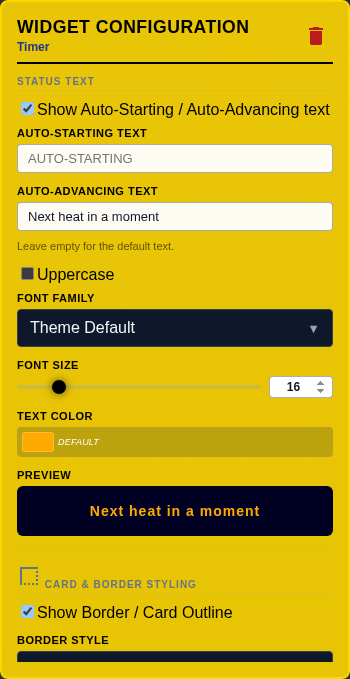 WIDGET CONFIGURATION
Timer
STATUS TEXT
Show Auto-Starting / Auto-Advancing text
AUTO-STARTING TEXT
AUTO-STARTING
AUTO-ADVANCING TEXT
Next heat in a moment
Leave empty for the default text.
Uppercase
FONT FAMILY
Theme Default
FONT SIZE
16
TEXT COLOR
DEFAULT
PREVIEW
Next heat in a moment
CARD & BORDER STYLING
Show Border / Card Outline
BORDER STYLE